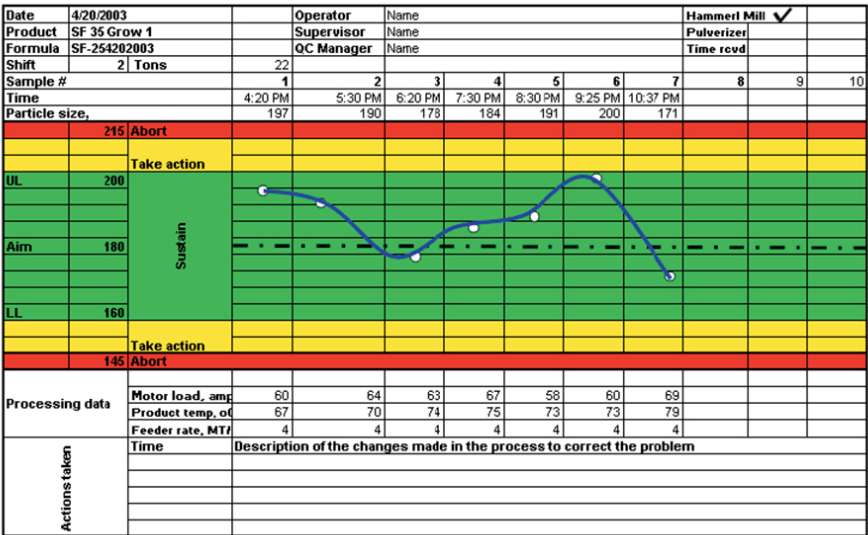 Date 4/20/2003 Operator Name Hammerl Mill ✓
Product SF 35 Grow 1 Supervisor Name Pulverizer
Formula SF-254202003 QC Manager Name Time rcvd
Shift 2 Tons 22
Sample # 1 2 3 4 5 6 7 8 9 10
Time 4:20 PM 5:30 PM 6:20 PM 7:30 PM 8:30 PM 9:25 PM 10:37 PM
Particle size, 197 190 178 184 191 200 171
215 Abort
Take action
UL 200
Sustain
Aim 180
LL 160
Take action
145 Abort
Processing data
Motor load, amp 60 64 63 67 58 60 69
Product temp, oC 67 70 74 75 73 73 79
Feeder rate, MT/ 4 4 4 4 4 4 4
Actions taken
Time Description of the changes made in the process to correct the problem